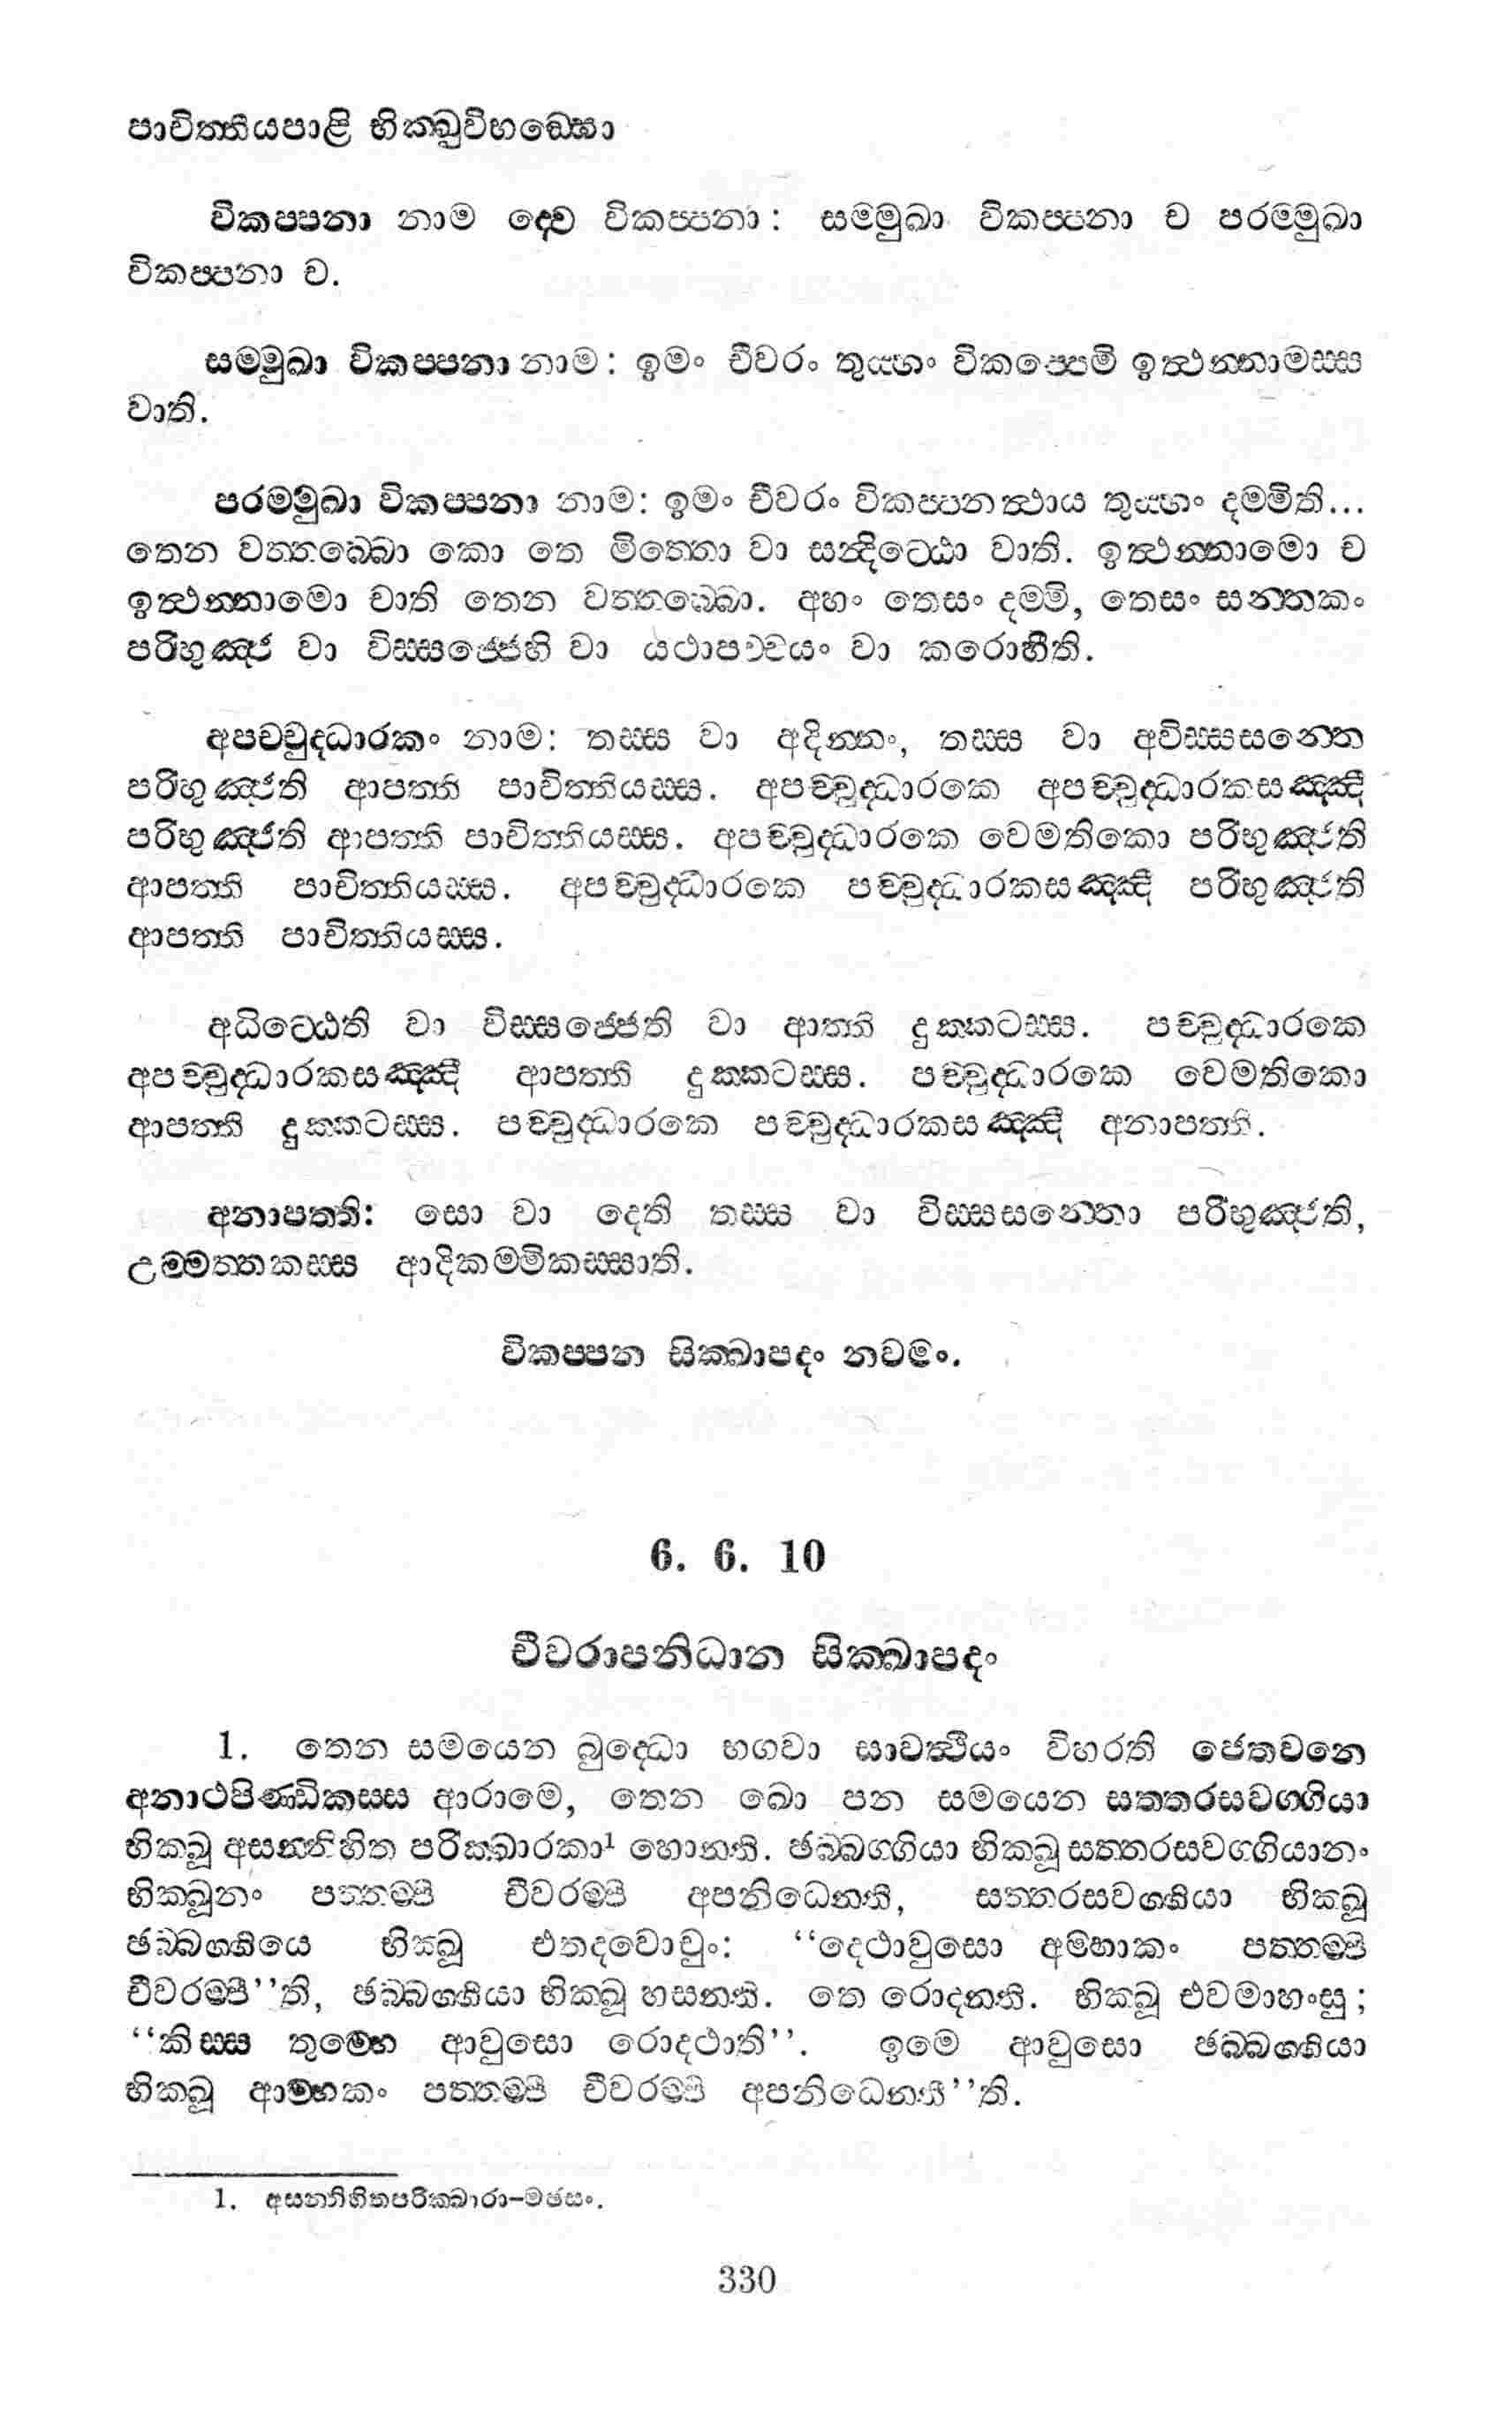 පාචිත්තියපාළි භික්ඛුවිභඞ්ගො
විකප්පනා නාම ද්වෙ විකප්පනා: සම්මුඛා විකප්පනා ච පරම්මුඛා
විකප්පනා ච.
සම්මුඛා විකප්පනා නාම: ඉමං චීවරං තුය්හං විකප්පෙමි ඉත්ථන්නාමස්ස
වාති.
පරම්මුඛා විකප්පනා නාම: ඉමං චීවරං විකප්පනත්ථාය තුය්හං දම්මීති...
තෙන වත්තබ්බො කො තෙ මිත්තො වා සන්දිට්ඨො වාති. ඉත්ථන්නාමො ච
ඉත්ථන්නාමො චාති තෙන වත්තබ්බො. අහං තෙසං දම්මි, තෙසං සන්තකං
පරිභුඤ්ජ වා විස්සජ්ජෙහි වා යථාපච්චයං වා කරොහීති.
අපච්චුද්ධාරකං නාම: තස්ස වා අදින්නං, තස්ස වා අවිස්සසන්තෙ
පරිභුඤ්ජති ආපත්ති පාචිත්තියස්ස. අපච්චුද්ධාරකෙ අපච්චුද්ධාරකසඤ්ඤී
පරිභුඤ්ජති ආපත්ති පාචිත්තියස්ස. අපච්චුද්ධාරකෙ වෙමතිකො පරිභුඤ්ජති
ආපත්ති පාචිත්තියස්ස. අපච්චුද්ධාරකෙ පච්චුද්ධාරකසඤ්ඤී පරිභුඤ්ජති
ආපත්ති පාචිත්තියස්ස.
අධිට්ඨෙති වා විස්සජ්ජෙති වා ආත්ති දුක්කටස්ස. පච්චුද්ධාරකෙ
අපච්චුද්ධාරකසඤ්ඤී ආපත්ති දුක්කටස්ස. පච්චුද්ධාරකෙ වෙමතිකො
ආපත්ති දුක්කටස්ස. පච්චුද්ධාරකෙ පච්චුද්ධාරකසඤ්ඤී අනාපත්ති.
අනාපත්ති: සො වා දෙති තස්ස වා විස්සසන්තො පරිභුඤ්ජති,
උම්මත්තකස්ස ආදිකම්මිකස්සාති.
විකප්පන සික්ඛාපදං නවමං.
6. 6. 10
චීවරාපනිධාන සික්ඛාපදං
1. තෙන සමයෙන බුද්ධො භගවා සාවත්ථියං විහරති ජෙතවනෙ
අනාථපිණ්ඩිකස්ස ආරාමෙ, තෙන ඛො පන සමයෙන සත්තරසවග්ගියා
භික්ඛූ අසන්නිහිත පරික්ඛාරකා¹ හොන්ති. ඡබ්බග්ගියා භික්ඛූ සත්තරසවග්ගියානං
භික්ඛූනං පත්තම්පි චීවරම්පි අපනිධෙන්ති, සත්තරසවග්ගියා භික්ඛූ
ඡබ්බග්ගියෙ භික්ඛූ එතදවොචුං: “දෙථාවුසො අම්හාකං පත්තම්පි
චීවරම්පී”ති, ඡබ්බග්ගියා භික්ඛූ හසන්ති. තෙ රොදන්ති. භික්ඛූ එවමාහංසු;
“කිස්ස තුම්හෙ ආවුසො රොදථාති”. ඉමෙ ආවුසො ඡබ්බග්ගියා
භික්ඛූ ආම්හකං පත්තම්පි චීවරම්පි අපනිධෙන්තී”ති.
1. අසන්නිහිතපරික්ඛාරා-මඡසං.
330